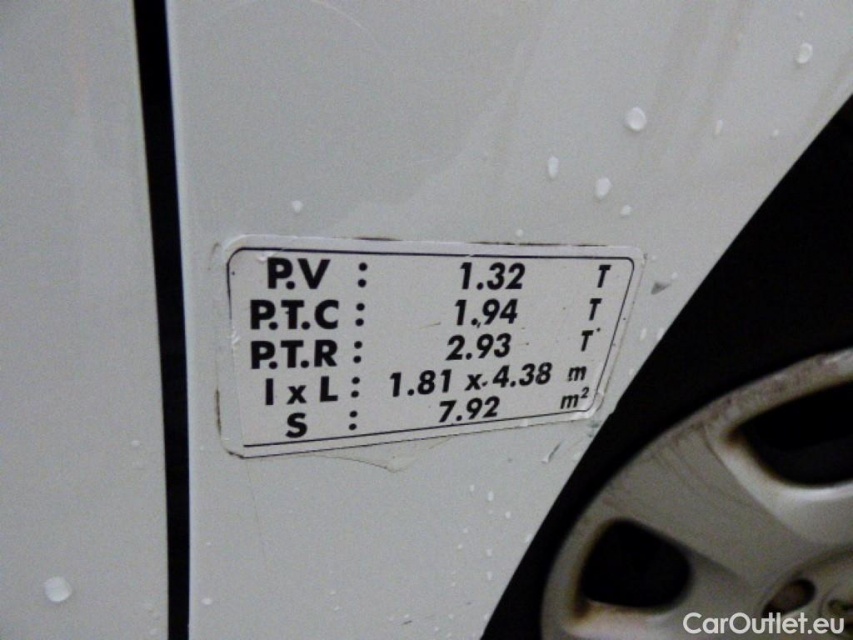 P.V : 1.32 T
P.T.C : 1.94 T
P.T.R : 2.93 T
l x L : 1.81 x 4.38 m
S : 7.92 m²
CarOutlet.eu